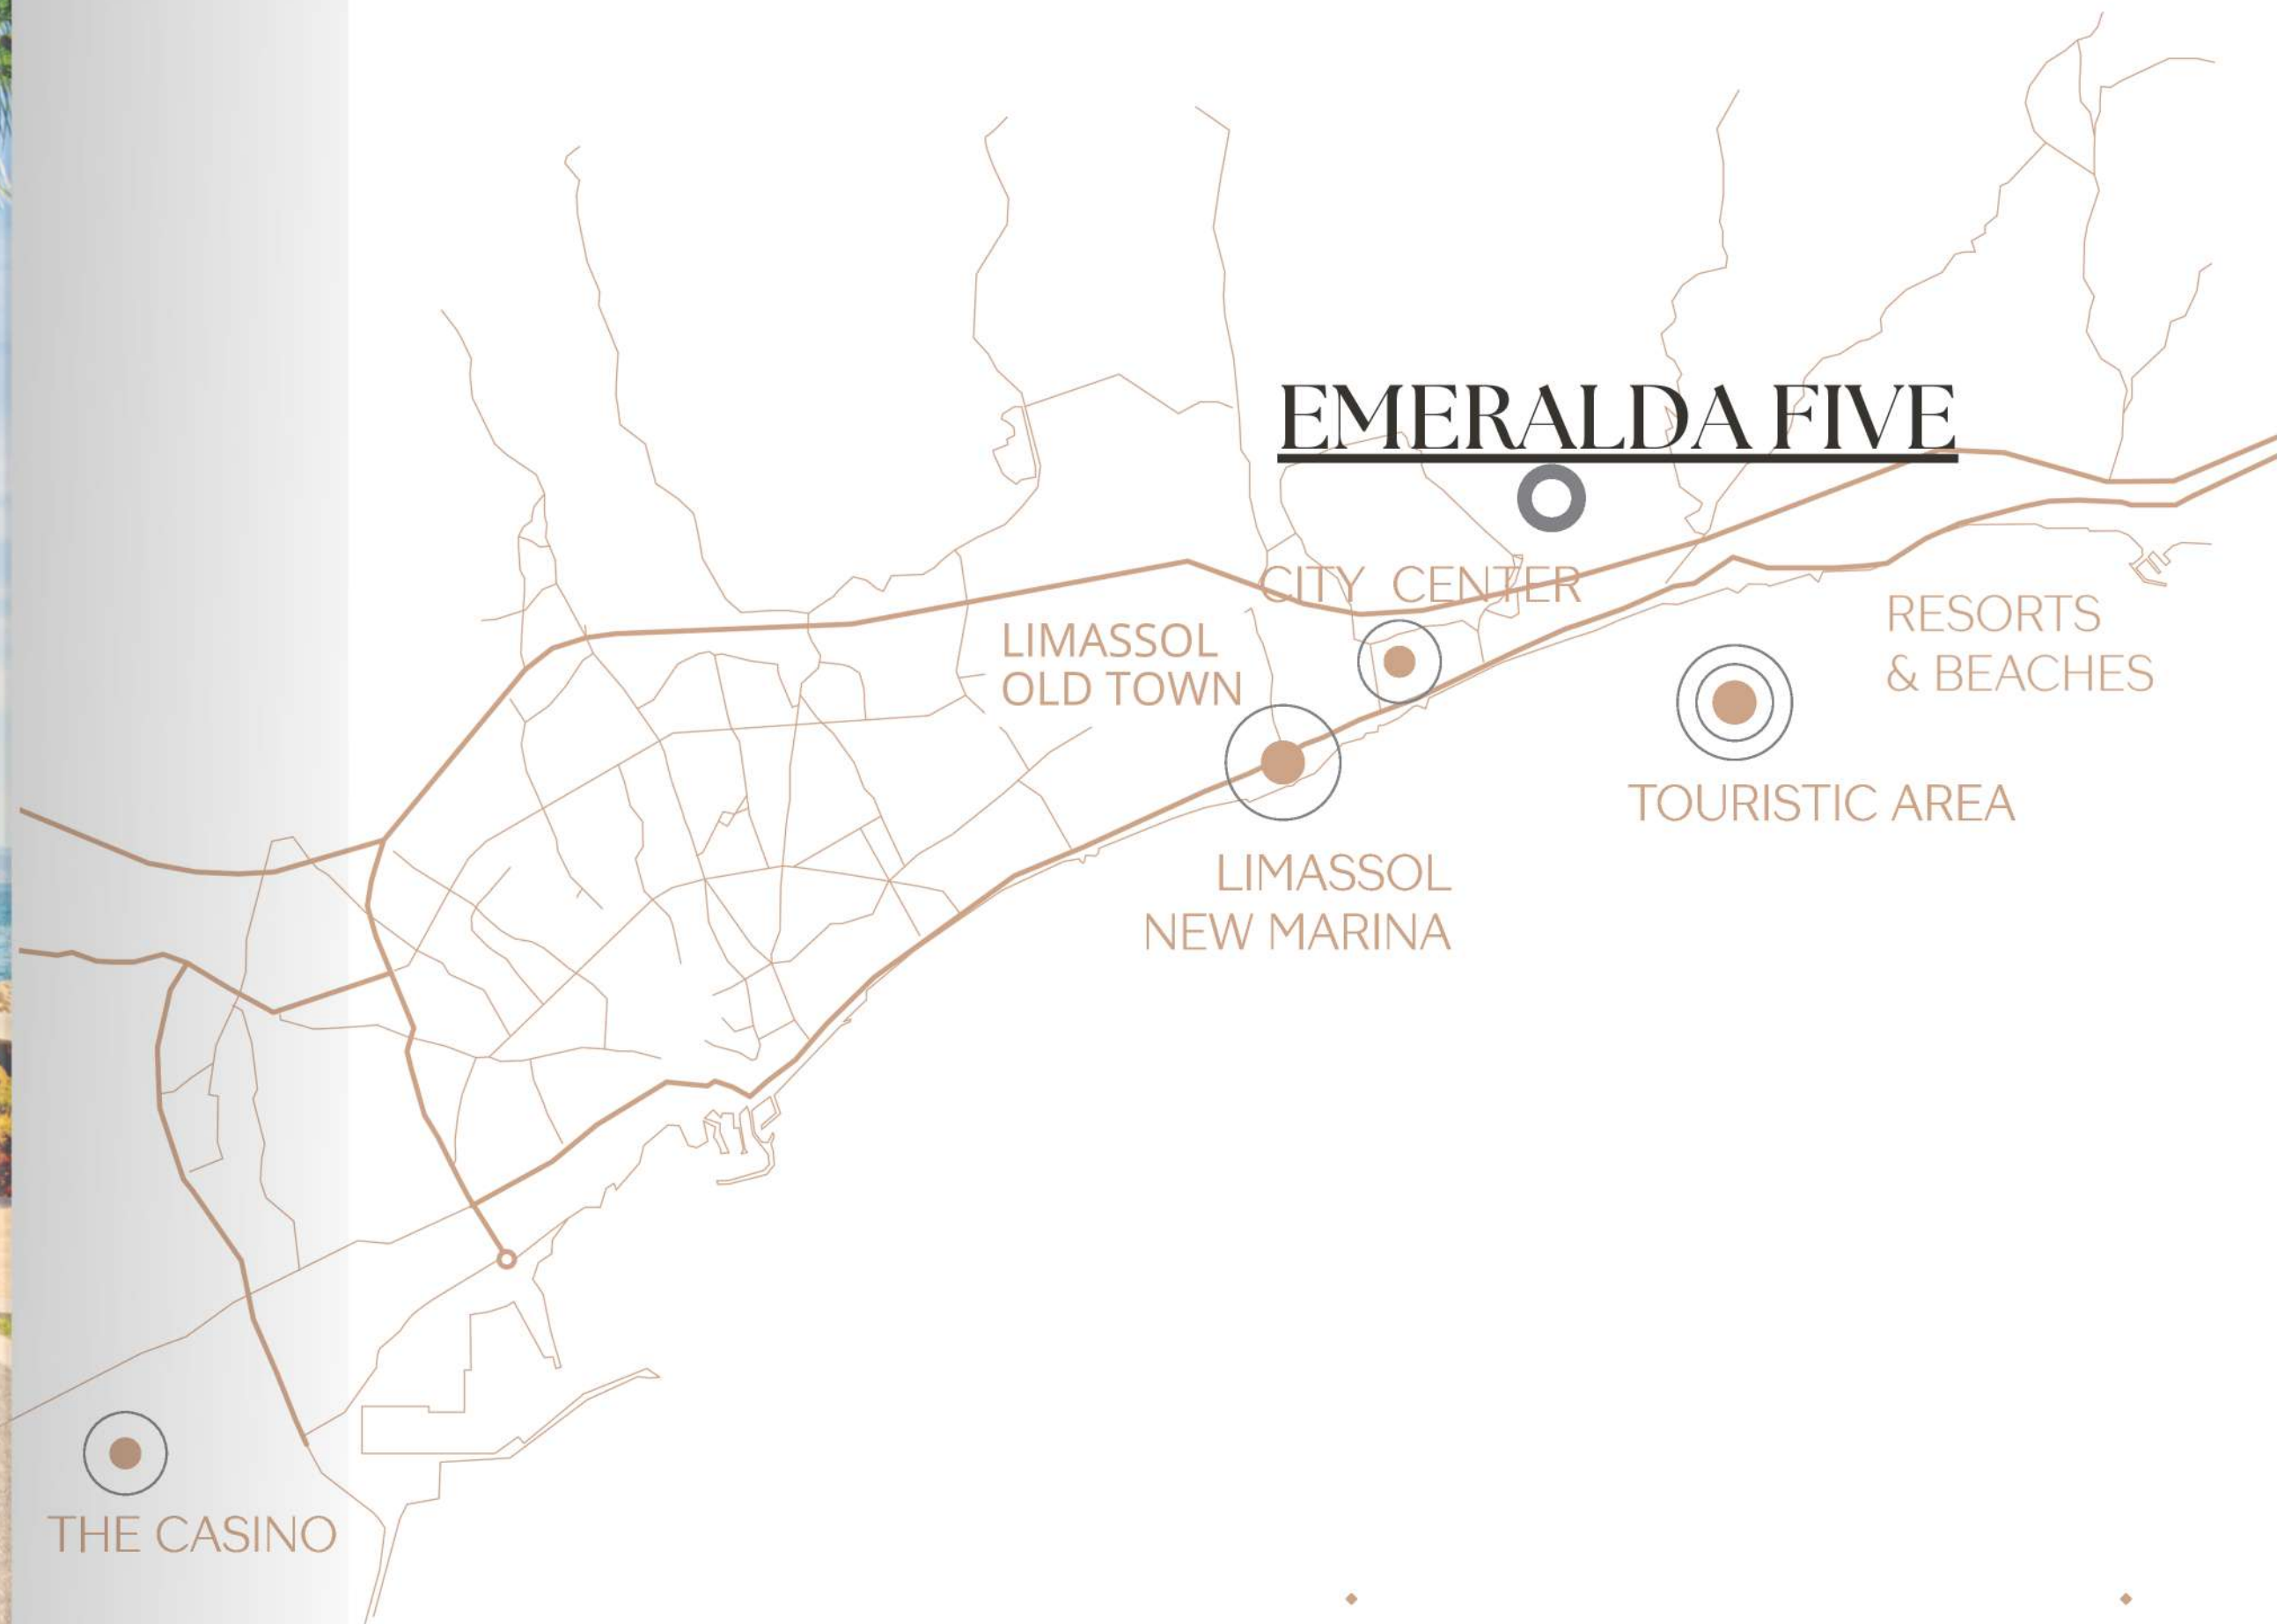 EMERALDA FIVE
CITY CENTER
LIMASSOL
OLD TOWN
RESORTS
& BEACHES
TOURISTIC AREA
LIMASSOL
NEW MARINA
THE CASINO